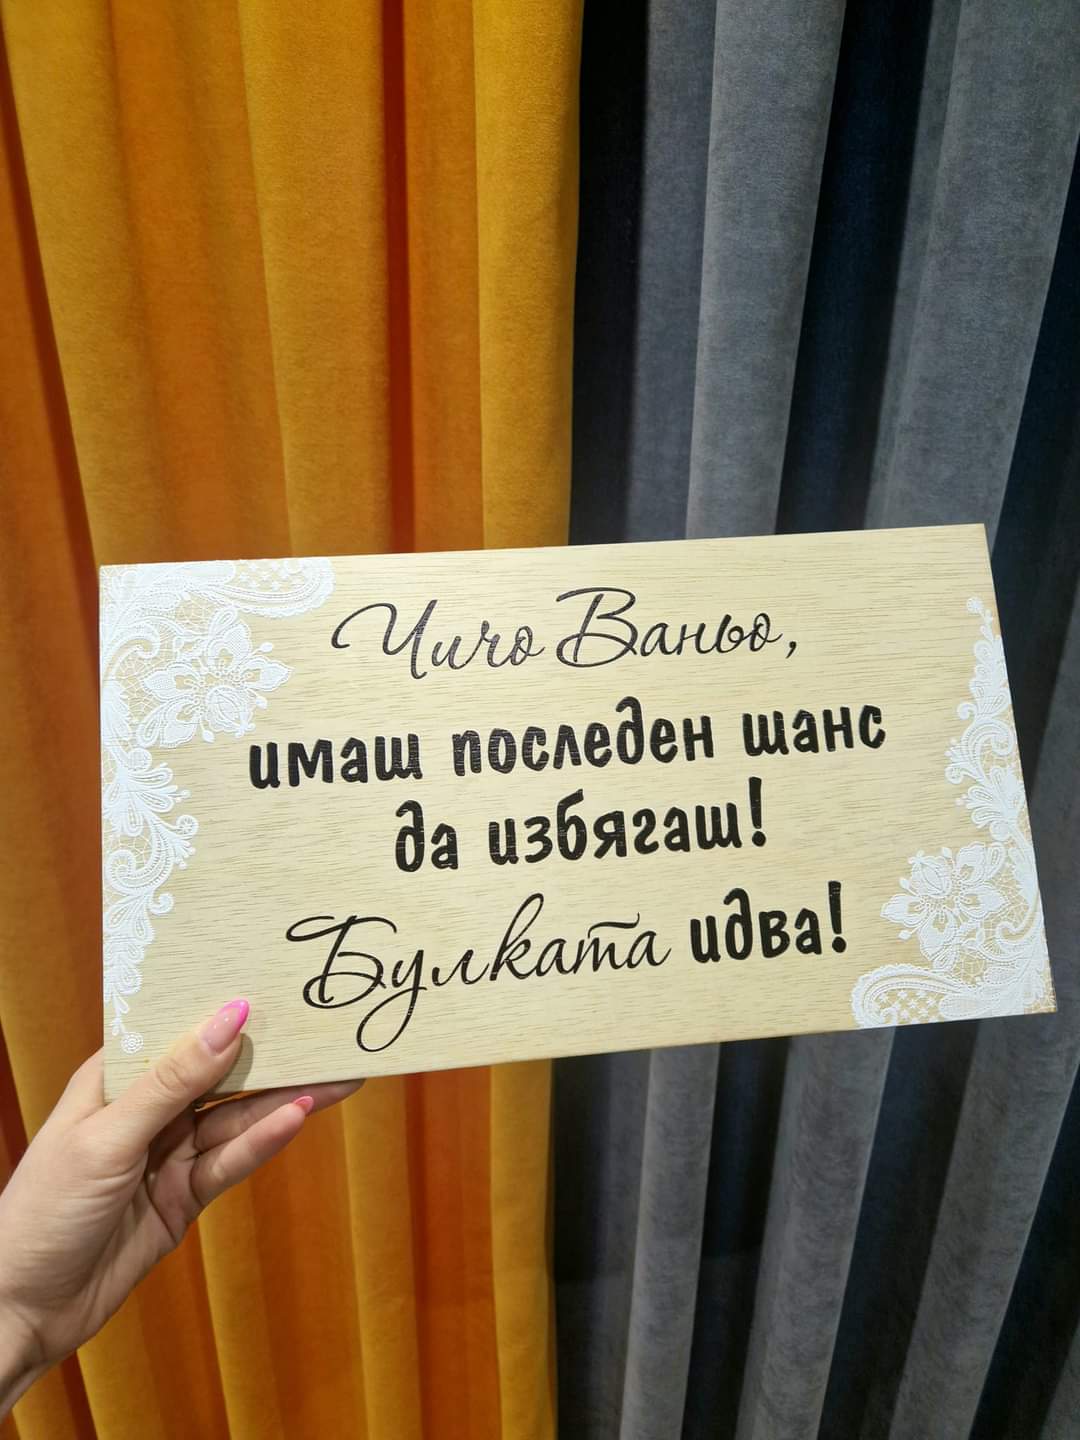 Чичо Ваньо,
имаш последен шанс
да избягаш!
Булката идва!